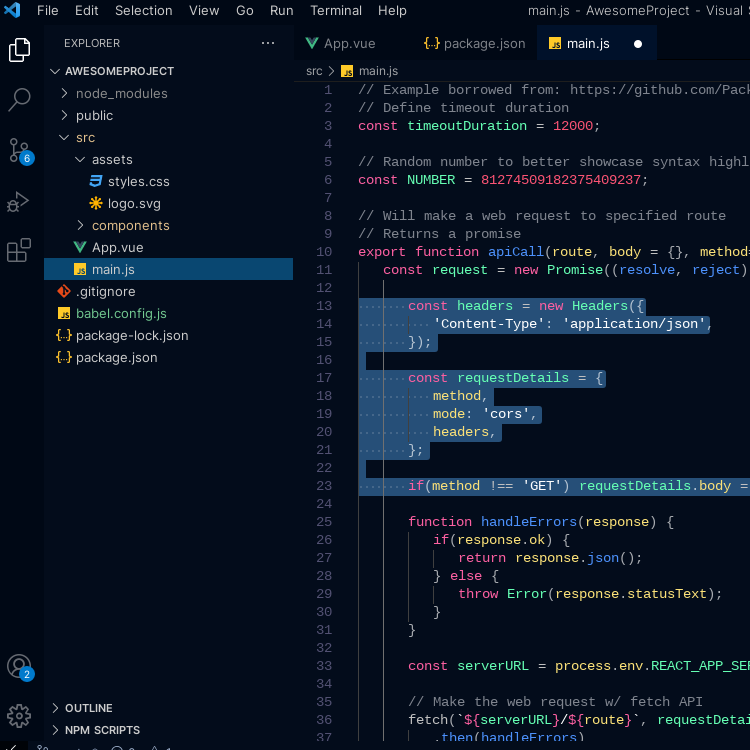 File Edit Selection View Go Run Terminal Help main.js - AwesomeProject - Visual
EXPLORER ···
App.vue package.json main.js
src > main.js
AWESOMEPROJECT
node_modules
public
src
assets
styles.css
logo.svg
components
App.vue
main.js
.gitignore
babel.config.js
package-lock.json
package.json
6
2
OUTLINE
NPM SCRIPTS
1 // Example borrowed from: https://github.com/Pack
2 // Define timeout duration
3 const timeoutDuration = 12000;
4
5 // Random number to better showcase syntax highl
6 const NUMBER = 81274509182375409237;
7
8 // Will make a web request to specified route
9 // Returns a promise
10 export function apiCall(route, body = {}, method=
11 const request = new Promise((resolve, reject)
12
13 const headers = new Headers({
14 'Content-Type': 'application/json',
15 });
16
17 const requestDetails = {
18 method,
19 mode: 'cors',
20 headers,
21 };
22
23 if(method !== 'GET') requestDetails.body =
24
25 function handleErrors(response) {
26 if(response.ok) {
27 return response.json();
28 } else {
29 throw Error(response.statusText);
30 }
31 }
32
33 const serverURL = process.env.REACT_APP_SER
34
35 // Make the web request w/ fetch API
36 fetch(`${serverURL}/${route}`, requestDetai
37 .then(handleErrors)